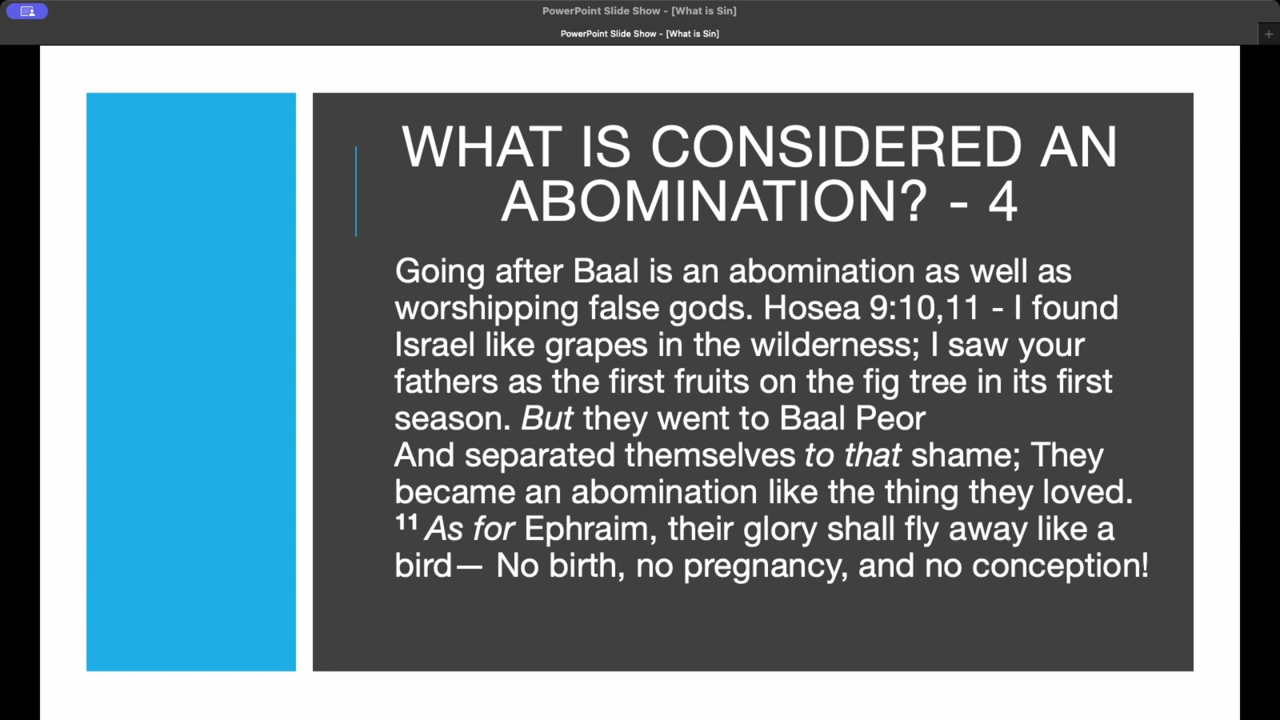 PowerPoint Slide Show - [What is Sin]
PowerPoint Slide Show - [What is Sin]
+
WHAT IS CONSIDERED AN
ABOMINATION? - 4
Going after Baal is an abomination as well as
worshipping false gods. Hosea 9:10,11 - I found
Israel like grapes in the wilderness; I saw your
fathers as the first fruits on the fig tree in its first
season. But they went to Baal Peor
And separated themselves to that shame; They
became an abomination like the thing they loved.
11 As for Ephraim, their glory shall fly away like a
bird— No birth, no pregnancy, and no conception!